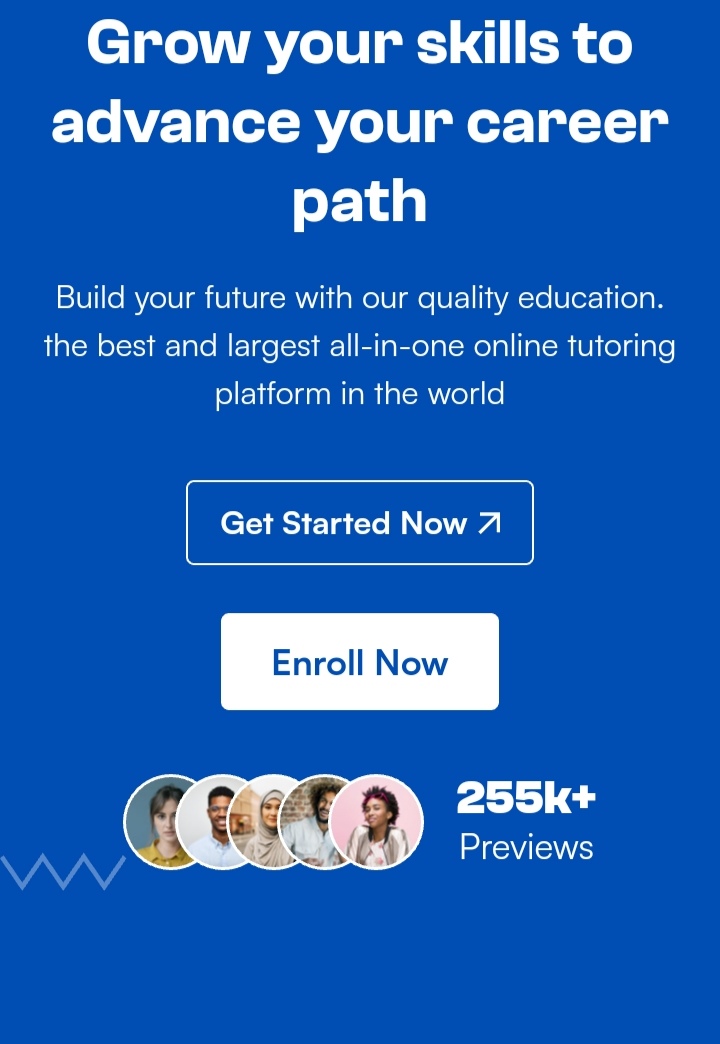 Grow your skills to
advance your career
path
Build your future with our quality education.
the best and largest all-in-one online tutoring
platform in the world
Get Started Now
Enroll Now
255k+
Previews